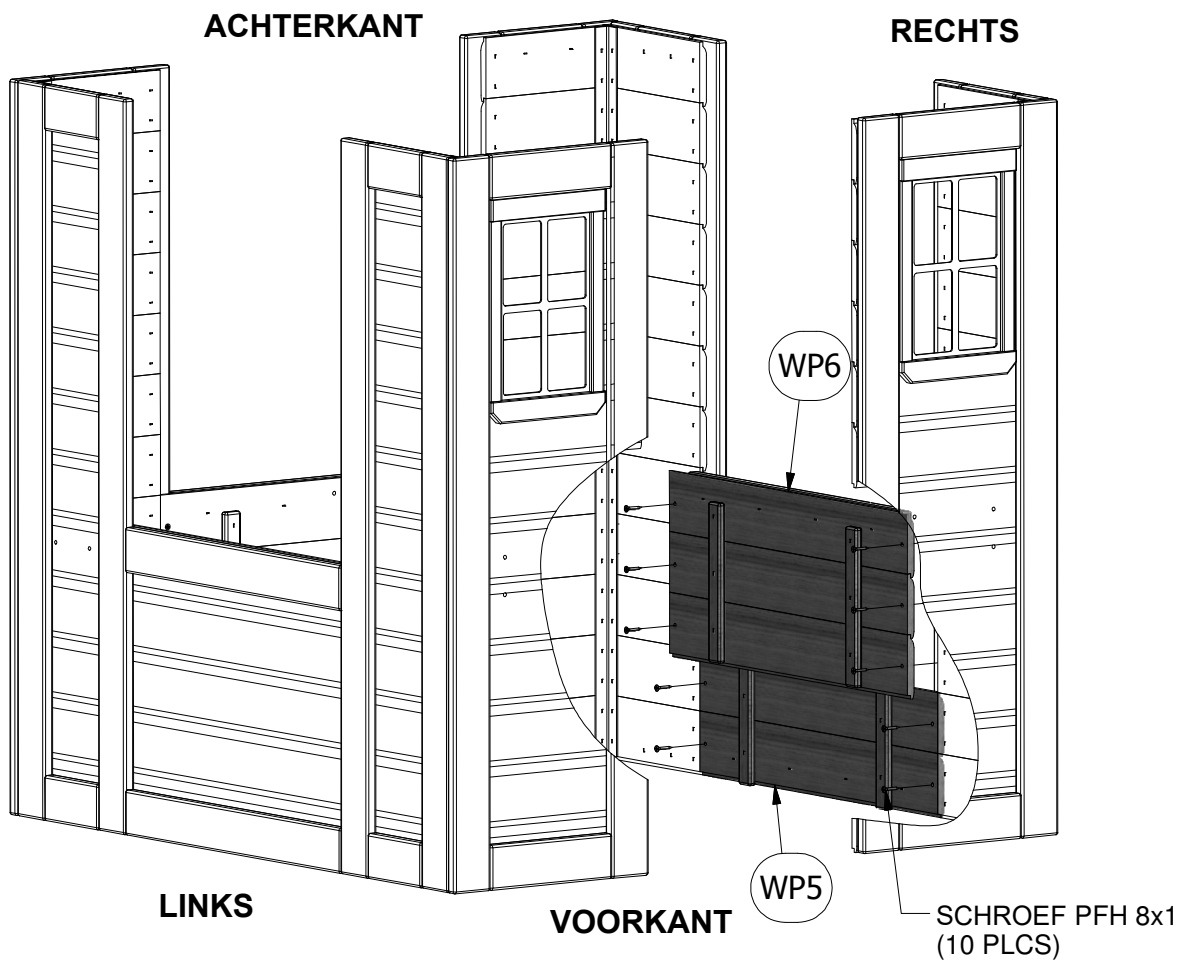 ACHTERKANT
RECHTS
WP6
WP5
LINKS
VOORKANT
SCHROEF PFH 8x1
(10 PLCS)